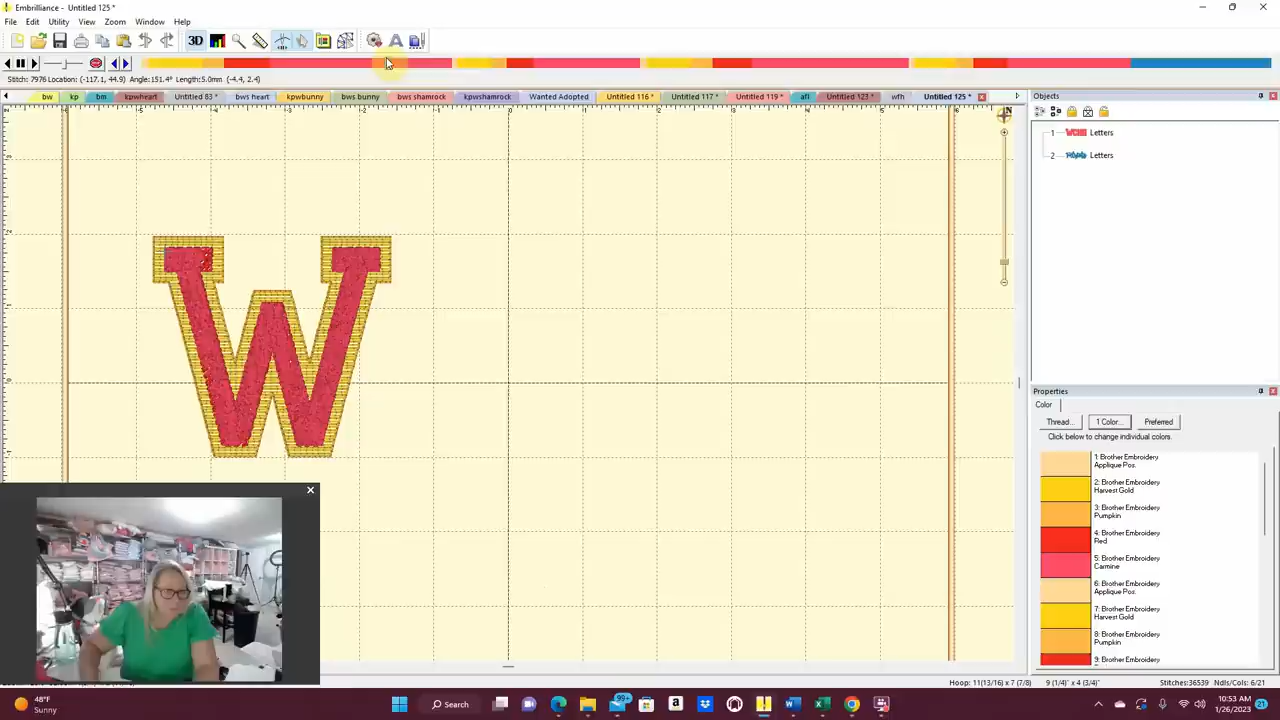 Embrilliance - Untitled 125 *
File Edit Utility View Zoom Window Help
3D A
Stitch: 7976 Location: (-117.1, 44.9) Angle:151.4° Length:5.0mm (-4.4, 2.4)
bw kp bm kpwheart Untitled 83 * bws heart kpwbunny bws bunny bws shamrock kpwshamrock Wanted Adopted Untitled 116 * Untitled 117 * Untitled 119 * afl Untitled 123 * wfh Untitled 125 *
Objects
1 Letters
2 Letters
W
Properties
Color
Thread... 1 Color... Preferred
Click below to change individual colors.
1: Brother Embroidery
Applique Pos.
2: Brother Embroidery
Harvest Gold
3: Brother Embroidery
Pumpkin
4: Brother Embroidery
Red
5: Brother Embroidery
Carmine
6: Brother Embroidery
Applique Pos.
7: Brother Embroidery
Harvest Gold
8: Brother Embroidery
Pumpkin
9: Brother Embroidery
Hoop: 11(13/16) x 7 (7/8) 9 (1/4)" x 4 (3/4)" Stitches:36539 Ndls/Cols: 6/21
48°F
Sunny
Search
99+
10:53 AM
1/26/2023
21